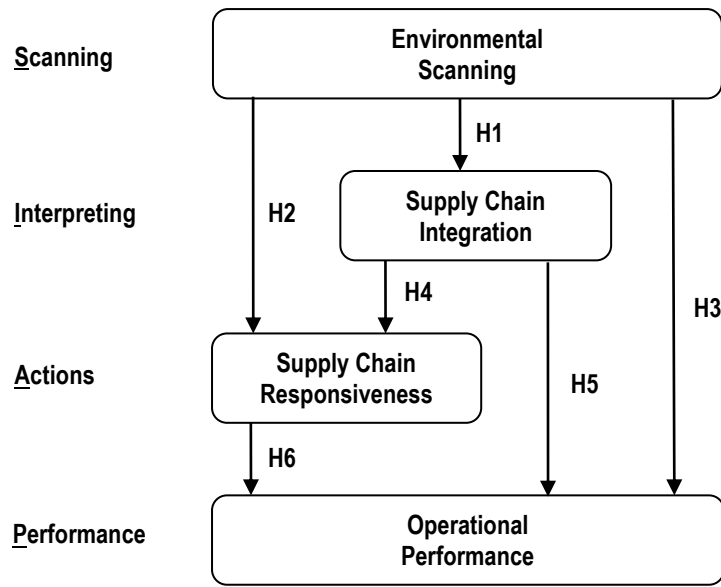 Scanning
Environmental
Scanning
H1
Interpreting
H2
Supply Chain
Integration
H4
H3
Actions
Supply Chain
Responsiveness
H5
H6
Performance
Operational
Performance